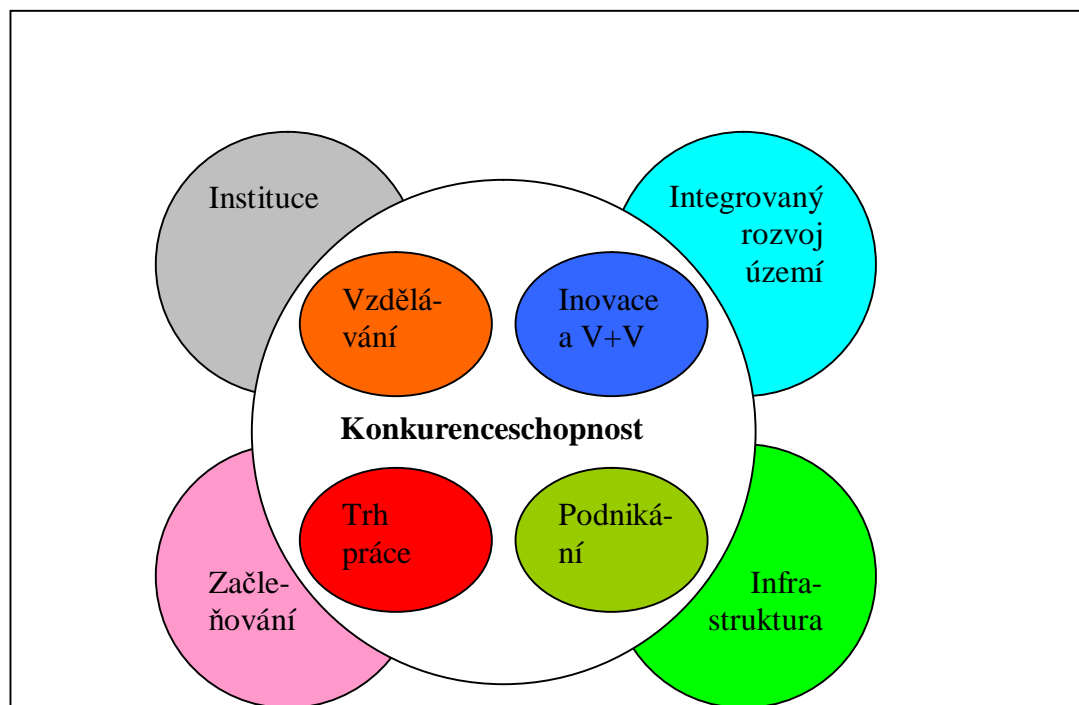 Instituce
Integrovaný
rozvoj
území
Vzdělá-
vání
Inovace
a V+V
Konkurenceschopnost
Trh
práce
Podniká-
ní
Začle-
ňování
Infra-
struktura